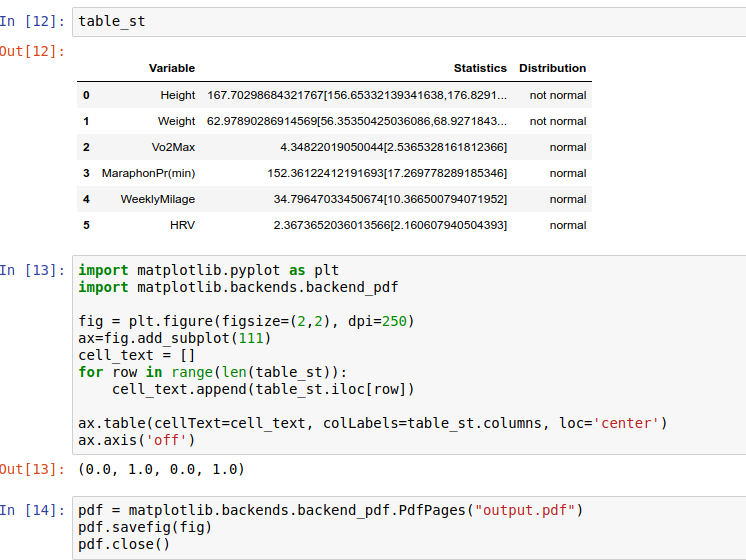 In [12]: table_st
Out[12]:
Variable Statistics Distribution
0 Height 167.70298684321767[156.65332139341638,176.8291... not normal
1 Weight 62.97890286914569[56.35350425036086,68.9271843... not normal
2 Vo2Max 4.34822019050044[2.5365328161812366] normal
3 MaraphonPr(min) 152.36122412191693[17.269778289185346] normal
4 WeeklyMilage 34.79647033450674[10.366500794071952] normal
5 HRV 2.3673652036013566[2.160607940504393] normal
In [13]: import matplotlib.pyplot as plt
import matplotlib.backends.backend_pdf
fig = plt.figure(figsize=(2,2), dpi=250)
ax=fig.add_subplot(111)
cell_text = []
for row in range(len(table_st)):
    cell_text.append(table_st.iloc[row])
ax.table(cellText=cell_text, colLabels=table_st.columns, loc='center')
ax.axis('off')
Out[13]: (0.0, 1.0, 0.0, 1.0)
In [14]: pdf = matplotlib.backends.backend_pdf.PdfPages("output.pdf")
pdf.savefig(fig)
pdf.close()